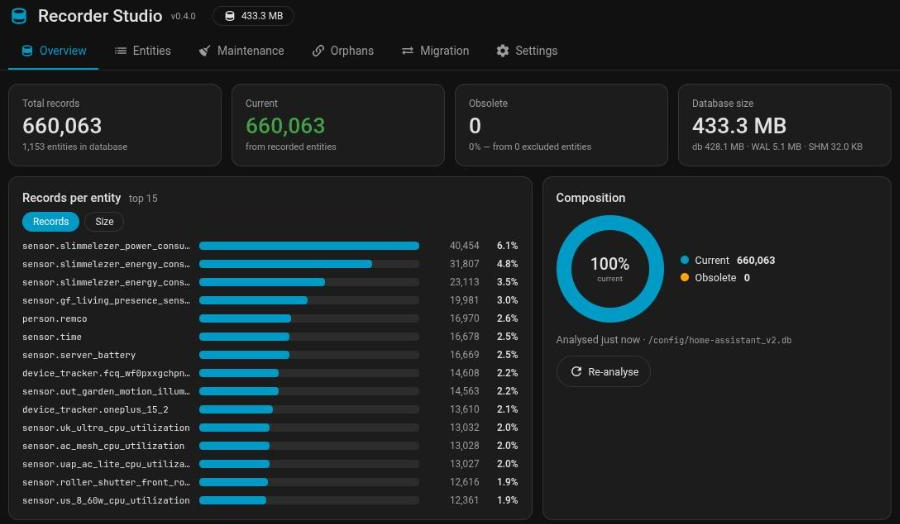 Recorder Studio v0.4.0 433.3 MB
Overview Entities Maintenance Orphans Migration Settings
Total records Current Obsolete Database size
660,063 660,063 0 433.3 MB
1,153 entities in database from recorded entities 0% — from 0 excluded entities db 428.1 MB · WAL 5.1 MB · SHM 32.0 KB
Records per entity top 15
Records Size
sensor.slimmelezer_power_consu… 40,454 6.1%
sensor.slimmelezer_energy_cons… 31,807 4.8%
sensor.slimmelezer_energy_cons… 23,113 3.5%
sensor.gf_living_presence_sens… 19,981 3.0%
person.remco 16,970 2.6%
sensor.time 16,678 2.5%
sensor.server_battery 16,669 2.5%
device_tracker.fcq_wf0pxxgchpn… 14,608 2.2%
sensor.out_garden_motion_illum… 14,563 2.2%
device_tracker.oneplus_15_2 13,610 2.1%
sensor.uk_ultra_cpu_utilization 13,032 2.0%
sensor.ac_mesh_cpu_utilization 13,028 2.0%
sensor.uap_ac_lite_cpu_utiliza… 13,027 2.0%
sensor.roller_shutter_front_ro… 12,616 1.9%
sensor.us_8_60w_cpu_utilization 12,361 1.9%
Composition
100%
current
Current 660,063
Obsolete 0
Analysed just now · /config/home-assistant_v2.db
Re-analyse